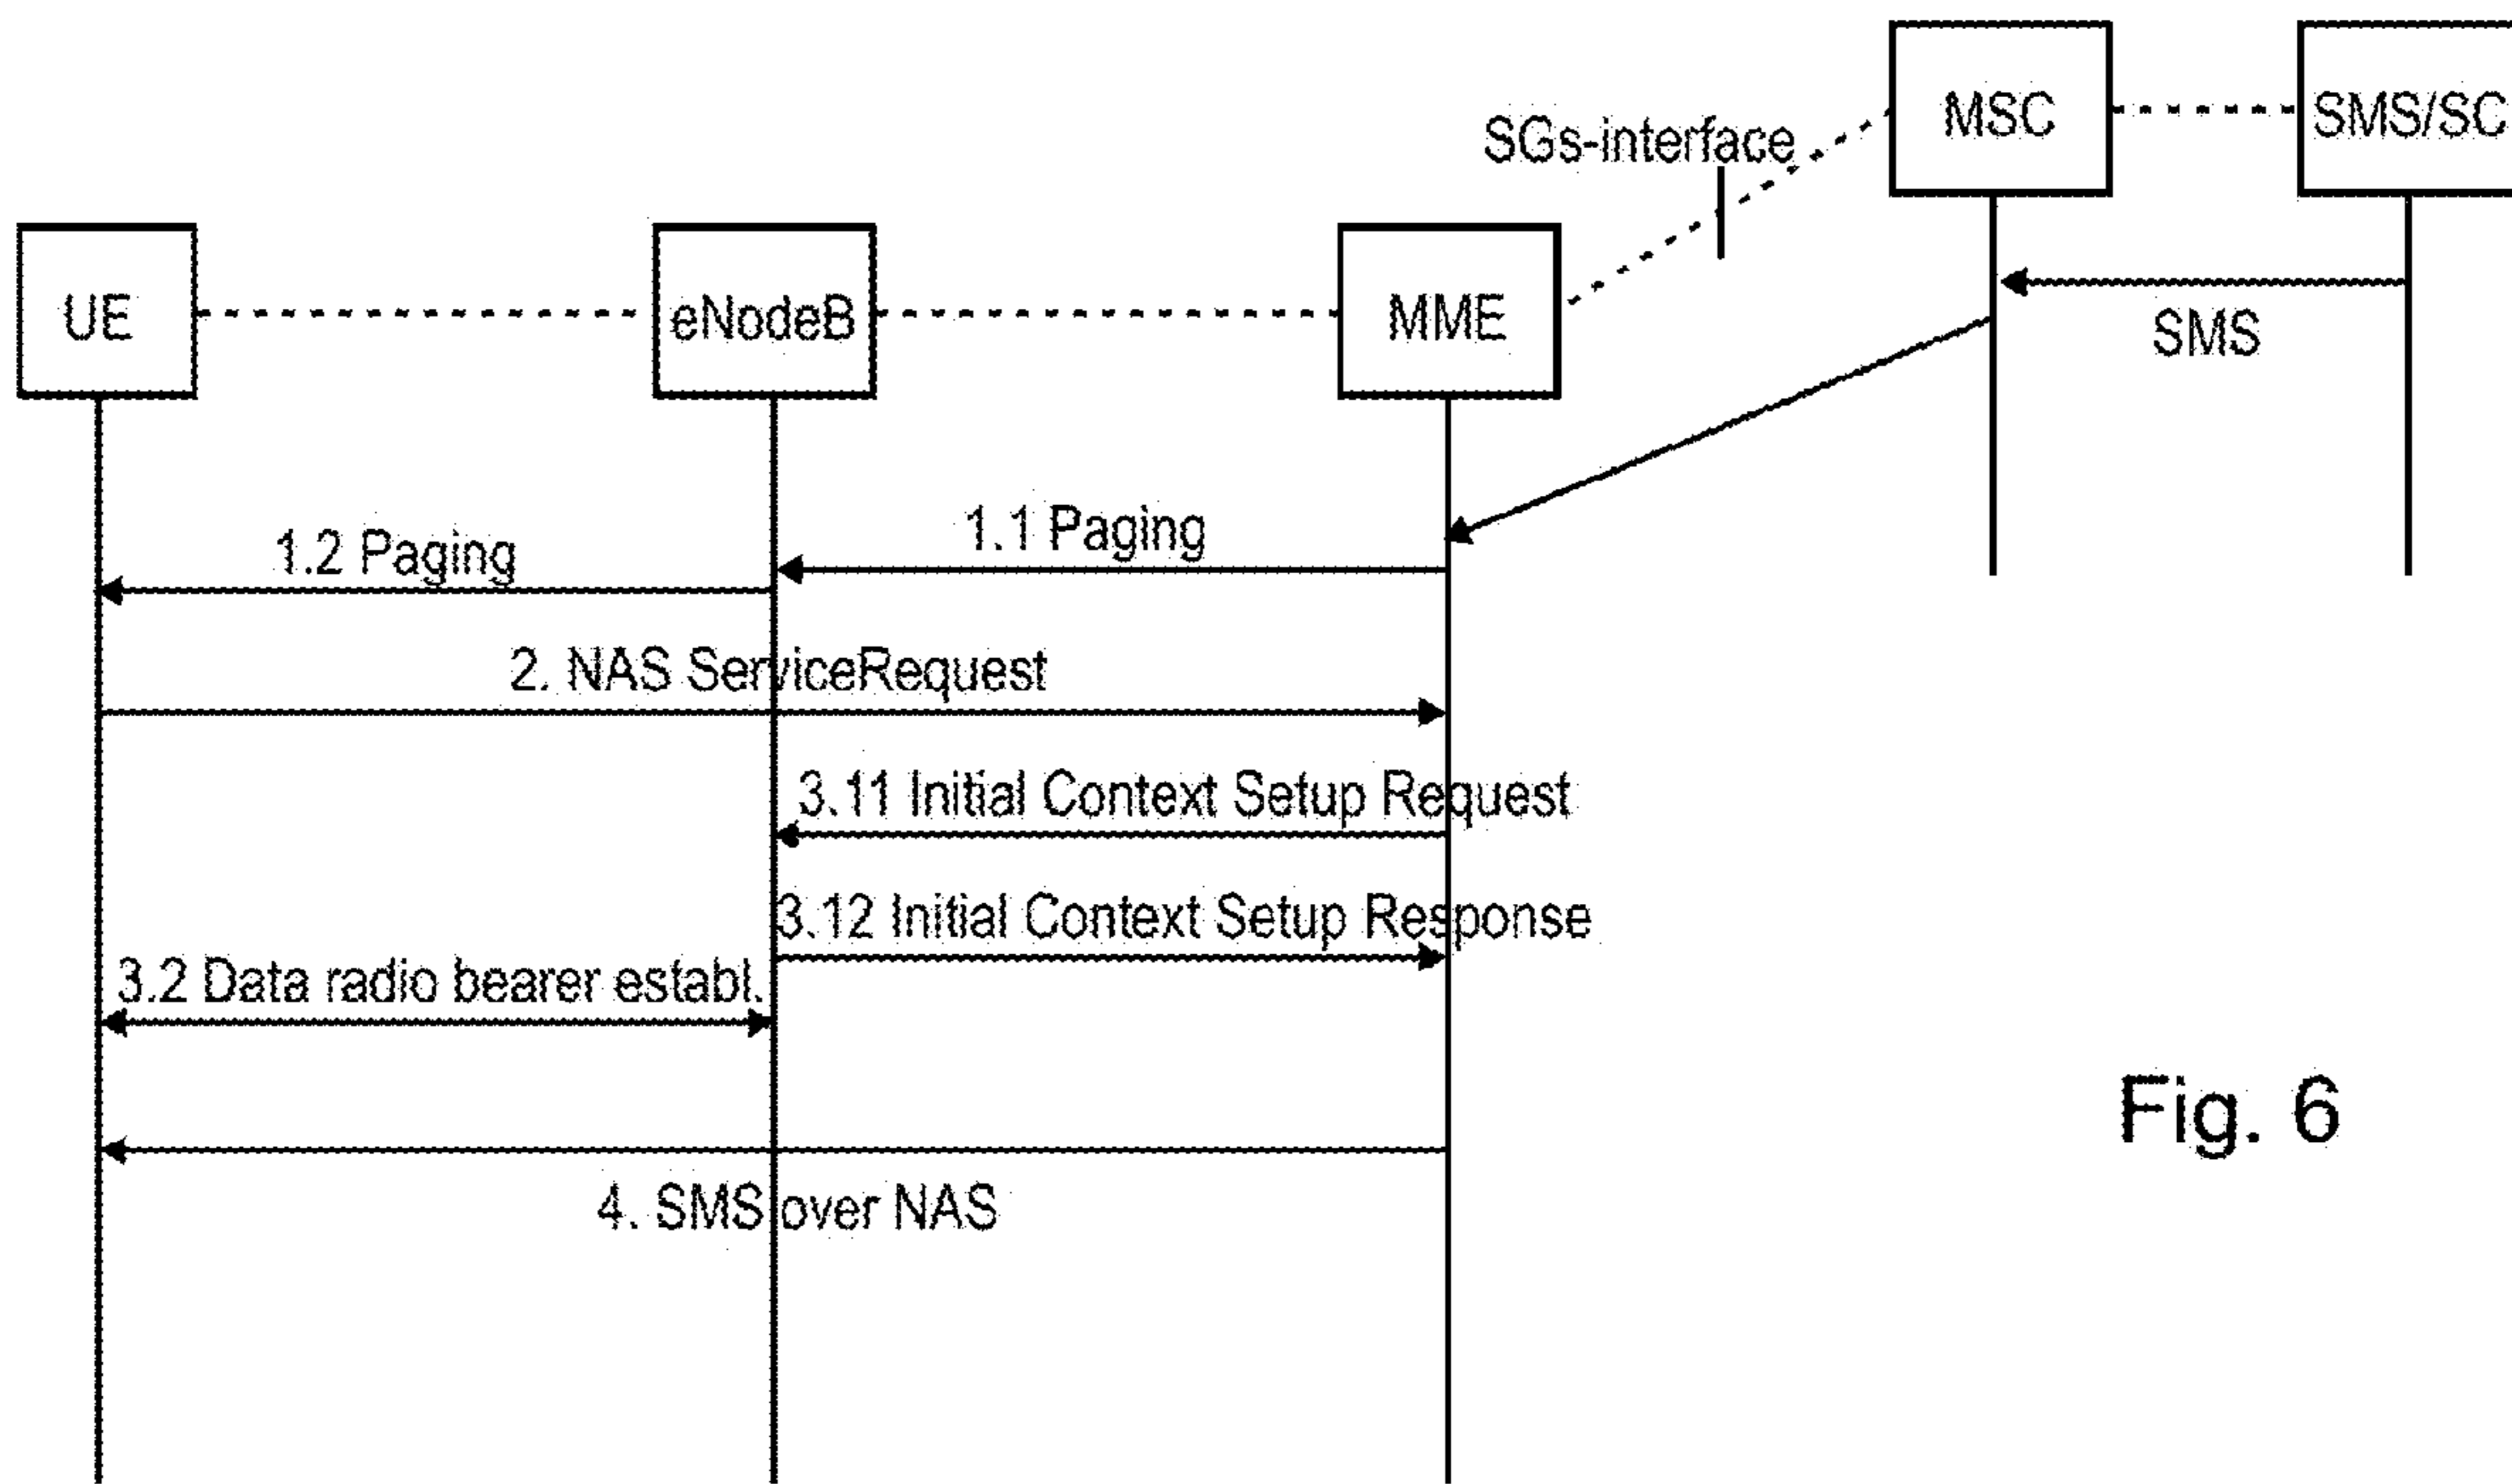 MSC
SMS/SC
SGs-interface
UE
eNodeB
MME
SMS
1.1 Paging
1.2 Paging
2. NAS ServiceRequest
3.11 Initial Context Setup Request
3.12 Initial Context Setup Response
3.2 Data radio bearer establ.
4. SMS over NAS
Fig. 6